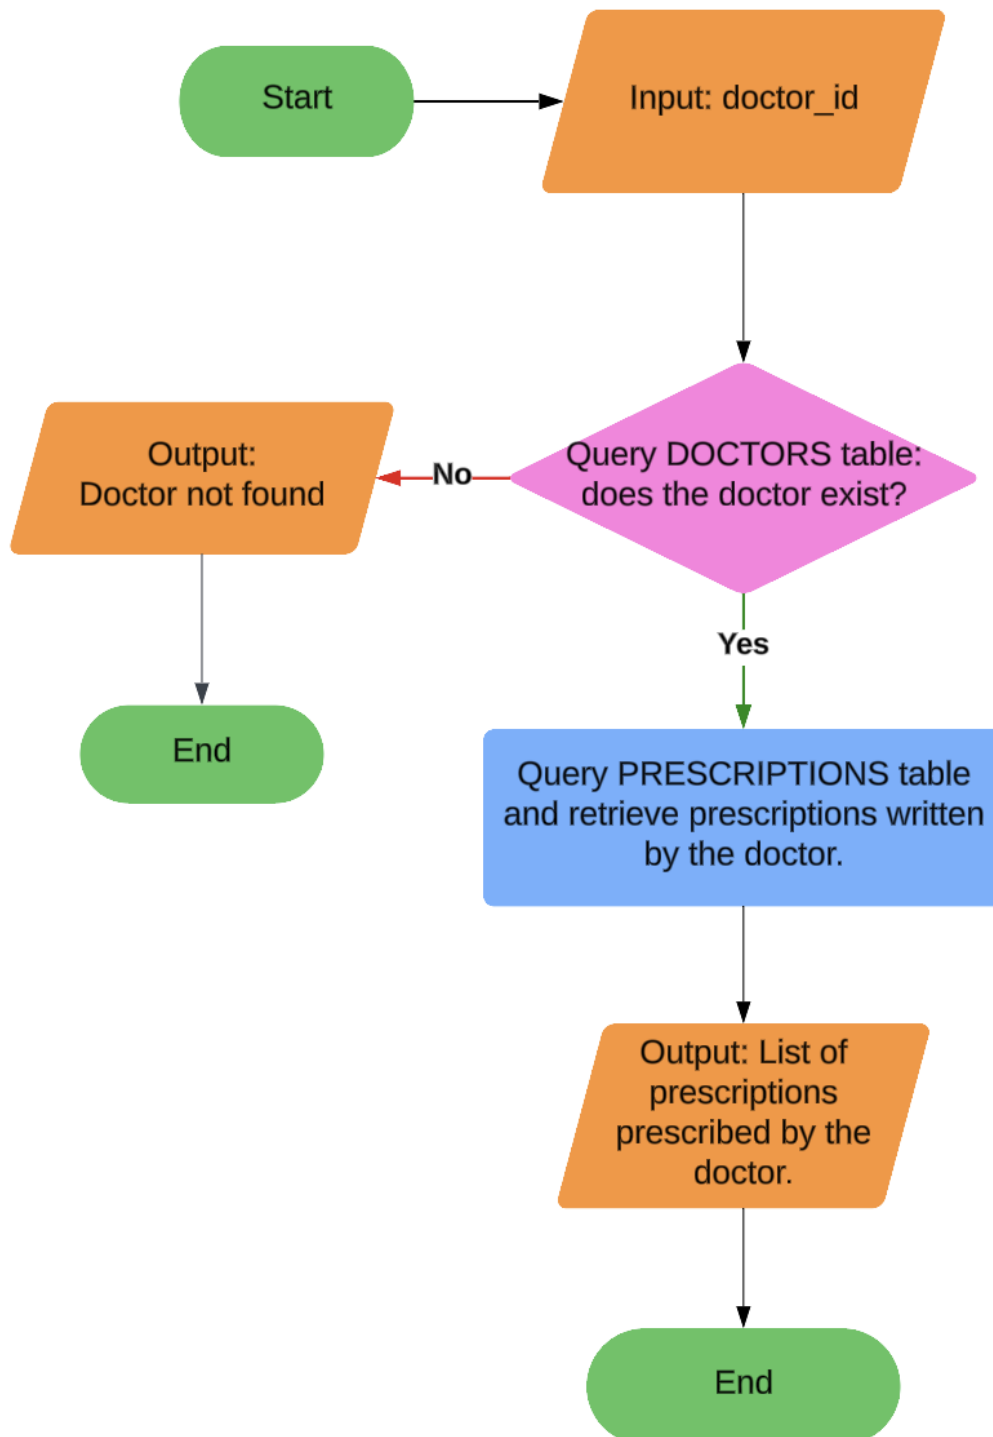 Start
Input: doctor_id
Query DOCTORS table:
does the doctor exist?
No
Output:
Doctor not found
End
Yes
Query PRESCRIPTIONS table
and retrieve prescriptions written
by the doctor.
Output: List of
prescriptions
prescribed by the
doctor.
End